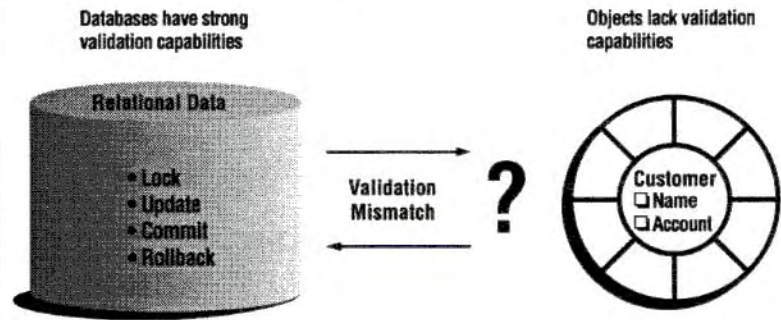 Databases have strong
validation capabilities
Objects lack validation
capabilities
Relational Data
• Lock
• Update
• Commit
• Rollback
Validation
Mismatch
?
Customer
❑ Name
❑ Account